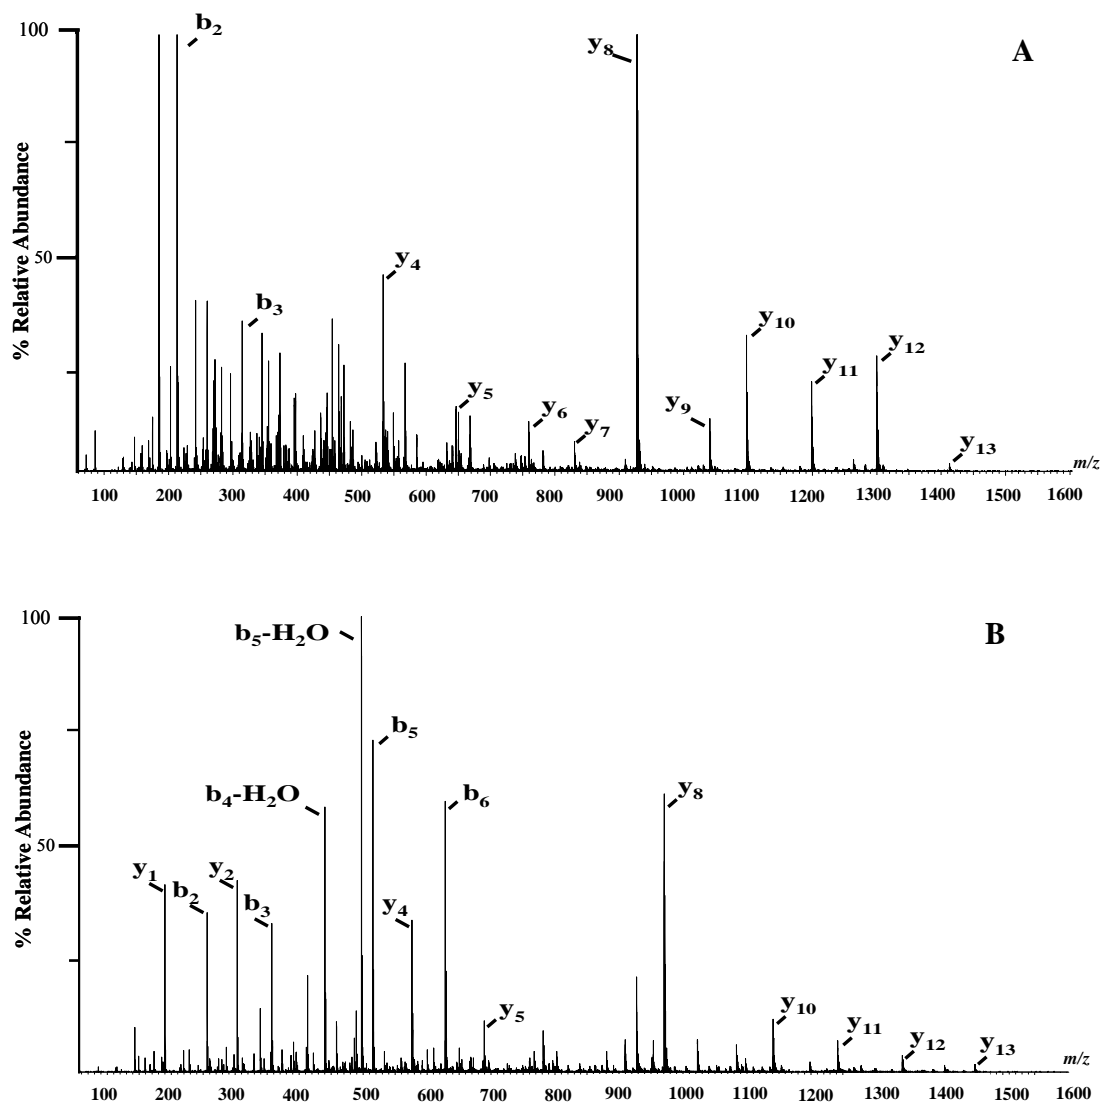 100
b2
y8
A
% Relative Abundance
50
y4
b3
y10
y12
y11
y5
y6
y9
y7
y13
m/z
100 200 300 400 500 600 700 800 900 1000 1100 1200 1300 1400 1500 1600
100
b5-H2O
B
b5
b4-H2O
b6
y8
% Relative Abundance
50
y1
y2
b2
b3
y4
y5
y10
y11
y12
y13
m/z
100 200 300 400 500 600 700 800 900 1000 1100 1200 1300 1400 1500 1600